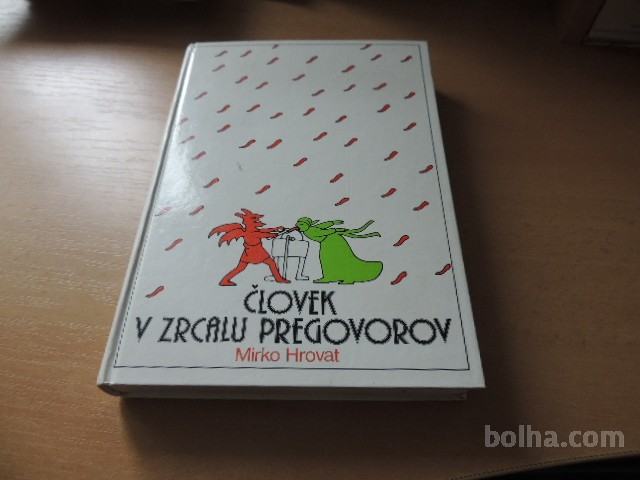 ČLOVEK
V ZRCALU PREGOVOROV
Mirko Hrovat
bolha.com